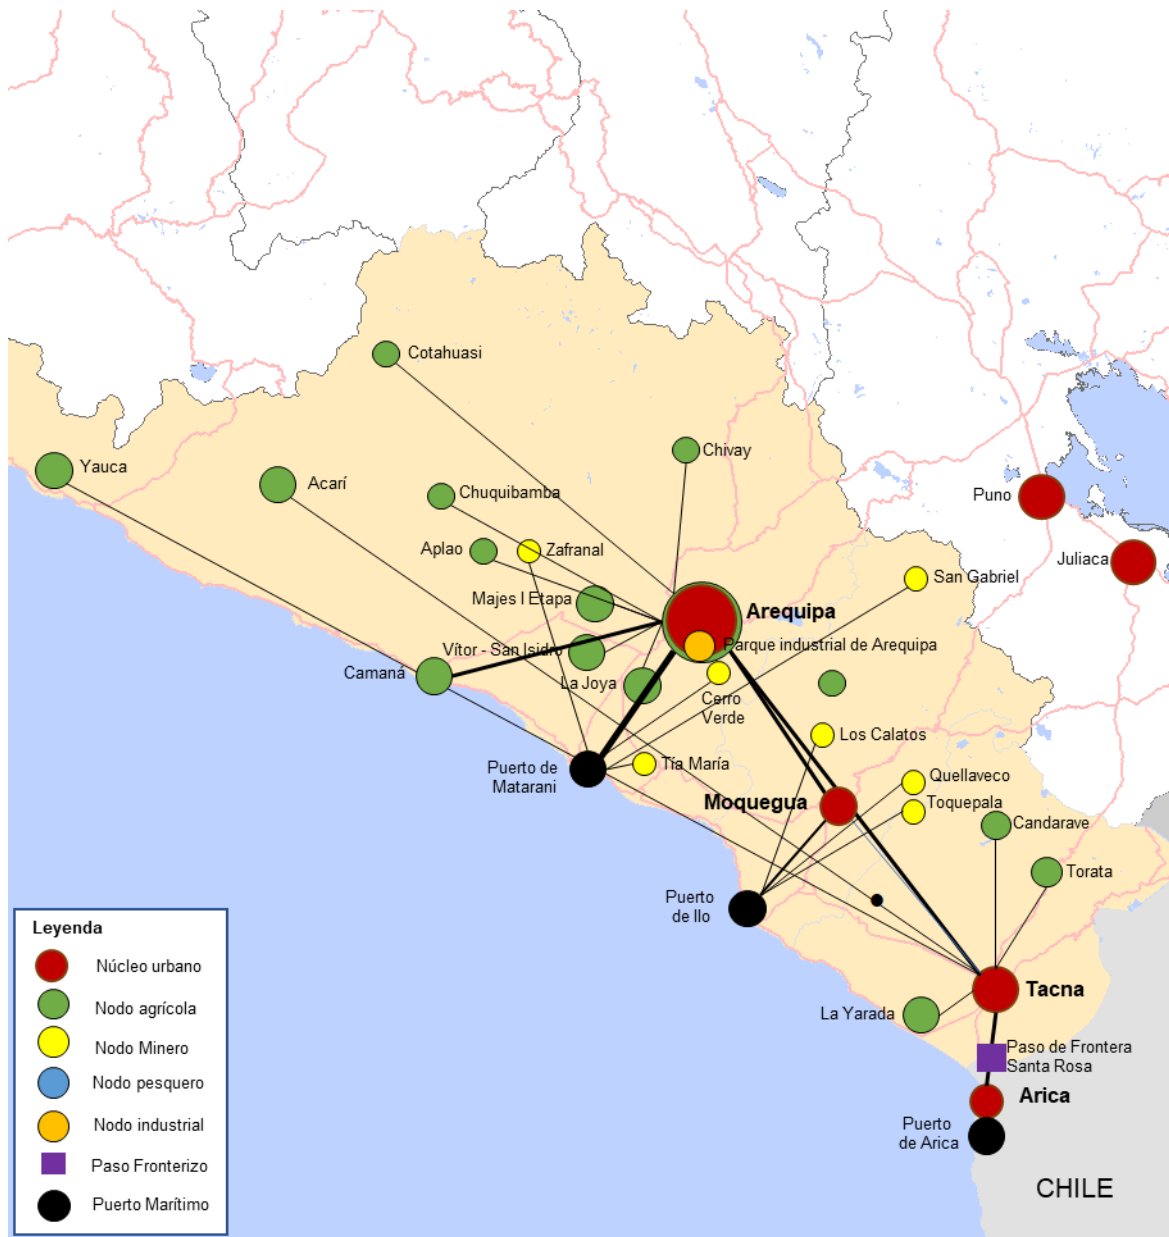 Cotahuasi
Chivay
Yauca
Acarí
Chuquibamba
Puno
Aplao
Zafranal
Juliaca
San Gabriel
Majes I Etapa
Arequipa
Parque industrial de Arequipa
Vítor - San Isidro
Camaná
La Joya
Cerro
Verde
Los Calatos
Puerto de
Matarani
Tía María
Quellaveco
Moquegua
Toquepala
Candarave
Torata
Puerto
de Ilo
Tacna
La Yarada
Paso de Frontera
Santa Rosa
Arica
Puerto
de Arica
CHILE
Leyenda
Núcleo urbano
Nodo agrícola
Nodo Minero
Nodo pesquero
Nodo industrial
Paso Fronterizo
Puerto Marítimo